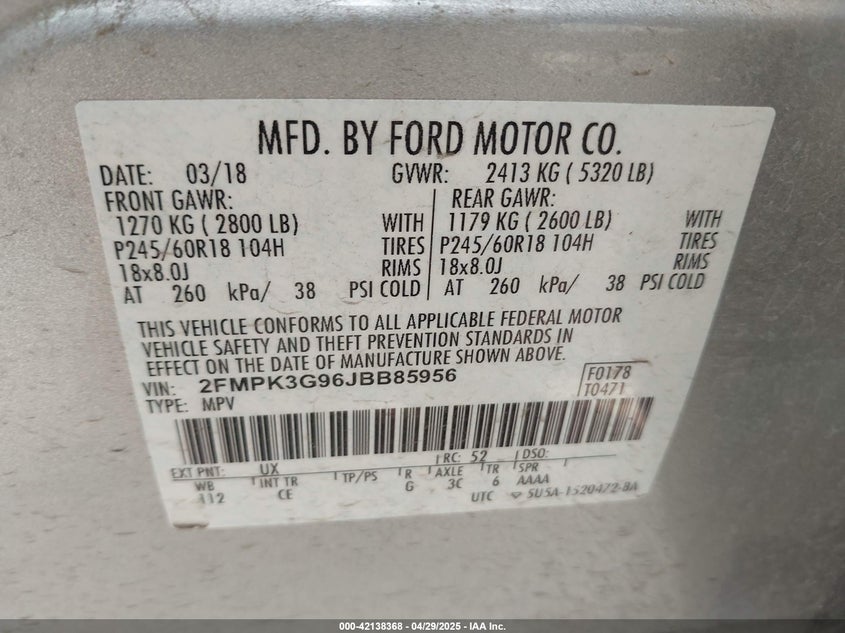 MFD. BY FORD MOTOR CO.
DATE: 03/18 GVWR: 2413 KG ( 5320 LB)
FRONT GAWR: REAR GAWR:
1270 KG ( 2800 LB) WITH 1179 KG ( 2600 LB) WITH
P245/60R18 104H TIRES P245/60R18 104H TIRES
18x8.0J RIMS 18x8.0J RIMS
AT 260 kPa/ 38 PSI COLD AT 260 kPa/ 38 PSI COLD
THIS VEHICLE CONFORMS TO ALL APPLICABLE FEDERAL MOTOR
VEHICLE SAFETY AND THEFT PREVENTION STANDARDS IN
EFFECT ON THE DATE OF MANUFACTURE SHOWN ABOVE.
VIN: 2FMPK3G96JBB85956 F0178
TYPE: MPV T0471
EXT PNT: UX RC: 52 DSO:
WB INT TR TP/PS R AXLE TR SPR
112 CE G 3C 6 AAAA
UTC 5U5A-1520472-BA
000-42138368 - 04/29/2025 - IAA Inc.